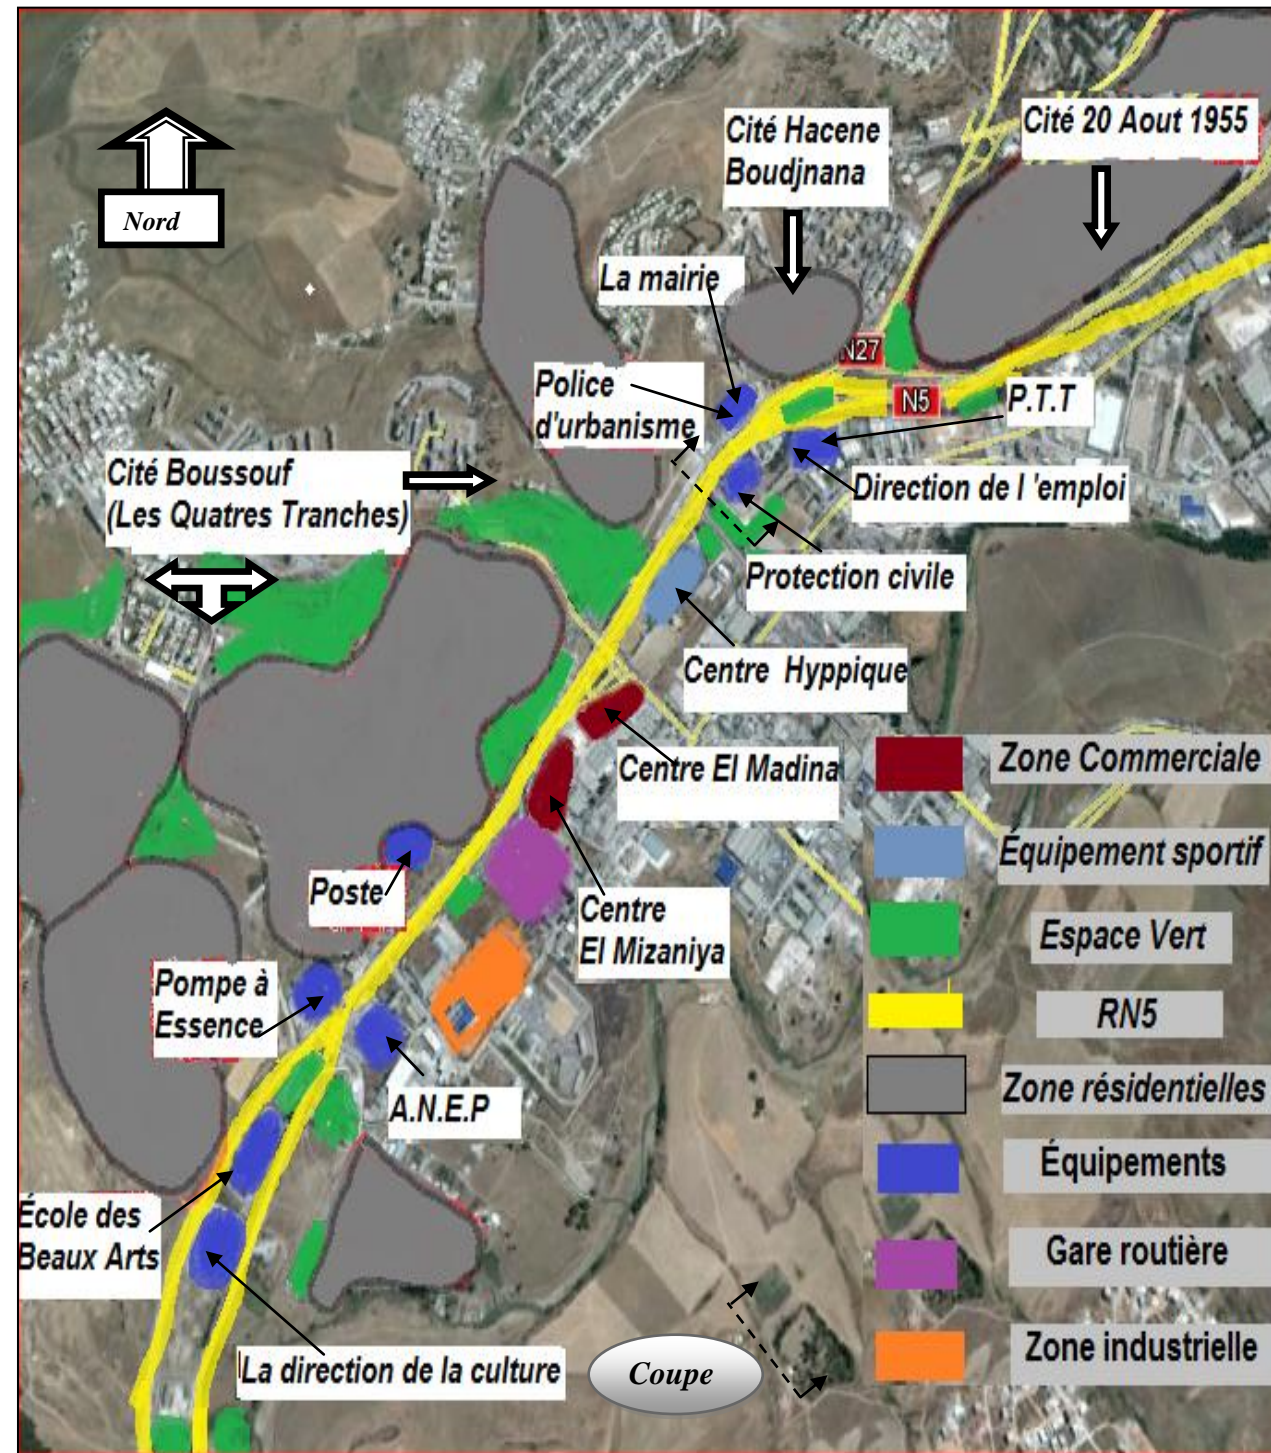 Nord
Cité Hacene
Boudjnana
Cité 20 Aout 1955
La mairie
N27
Police
d'urbanisme
N5
P.T.T
Cité Boussouf
(Les Quatres Tranches)
Direction de l 'emploi
Protection civile
Centre Hyppique
Centre El Madina
Poste
Centre
El Mizaniya
Pompe à
Essence
A.N.E.P
École des
Beaux Arts
La direction de la culture
Coupe
Zone Commerciale
Équipement sportif
Espace Vert
RN5
Zone résidentielles
Équipements
Gare routière
Zone industrielle